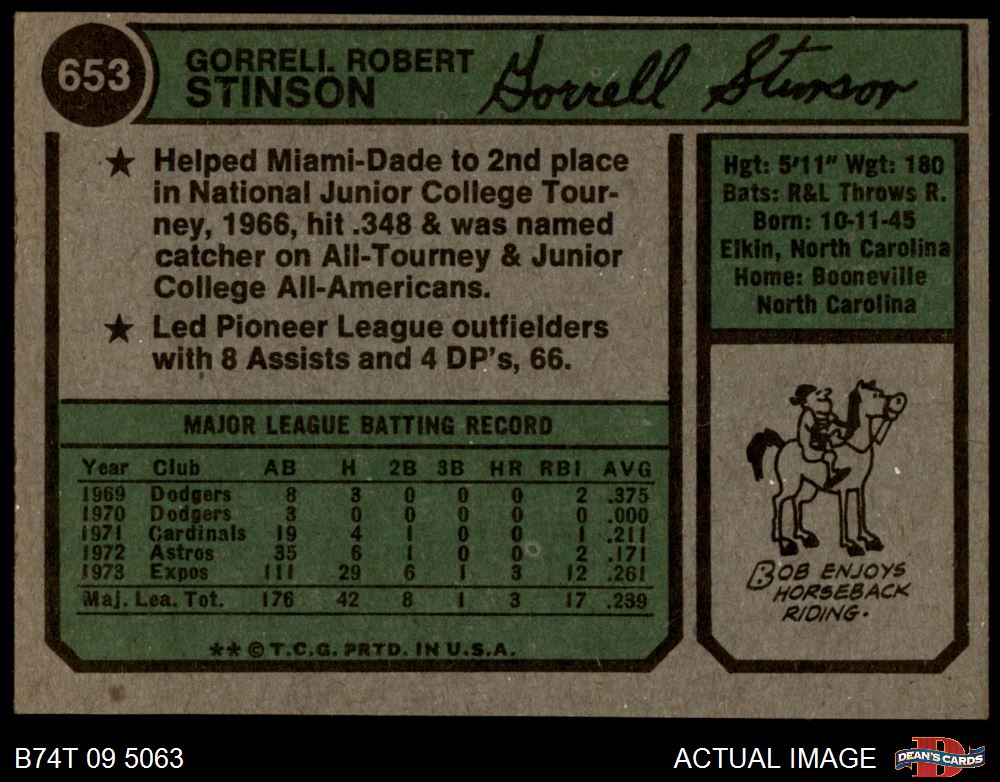 653
GORRELL ROBERT
STINSON
Gorrell Stinson
★ Helped Miami-Dade to 2nd place
in National Junior College Tour-
ney, 1966, hit .348 & was named
catcher on All-Tourney & Junior
College All-Americans.
★ Led Pioneer League outfielders
with 8 Assists and 4 DP's, 66.
Hgt: 5'11" Wgt: 180
Bats: R&L Throws R.
Born: 10-11-45
Elkin, North Carolina
Home: Booneville
North Carolina
MAJOR LEAGUE BATTING RECORD
Year Club AB H 2B 3B HR RBI AVG
1969 Dodgers 8 3 0 0 0 2 .375
1970 Dodgers 3 0 0 0 0 0 .000
1971 Cardinals 19 4 1 0 0 1 .211
1972 Astros 35 6 1 0 0 2 .171
1973 Expos 111 29 6 1 3 12 .261
Maj. Lea. Tot. 176 42 8 1 3 17 .239
** © T.C.G. PRTD. IN U.S.A.
BOB ENJOYS
HORSEBACK
RIDING.
B74T 09 5063
ACTUAL IMAGE
D
DEAN'S CARDS